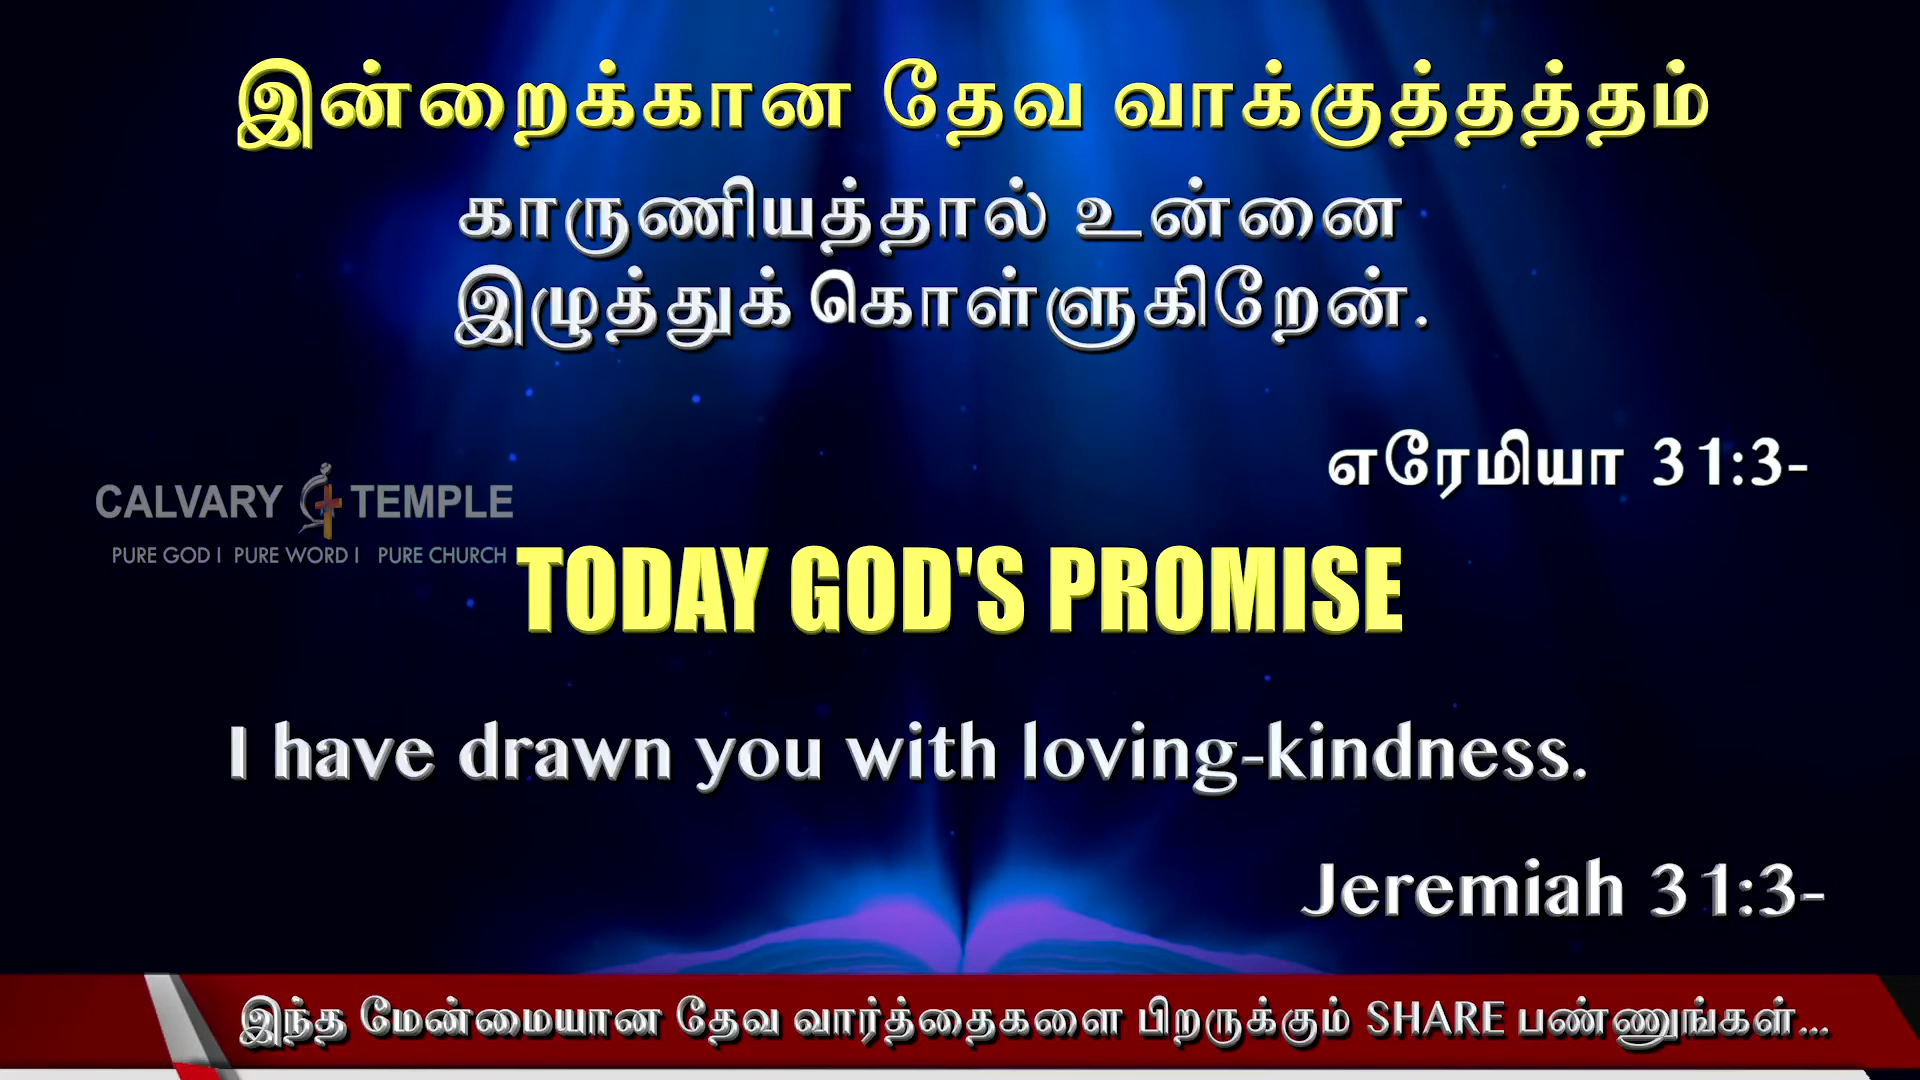 இன்றைக்கான தேவ வாக்குத்தத்தம்
காருணியத்தால் உன்னை
இழுத்துக் கொள்ளுகிறேன்.
எரேமியா 31:3-
CALVARY TEMPLE
PURE GOD I PURE WORD I PURE CHURCH
TODAY GOD'S PROMISE
I have drawn you with loving-kindness.
Jeremiah 31:3-
இந்த மேன்மையான தேவ வார்த்தைகளை பிறருக்கும் SHARE பண்ணுங்கள்...